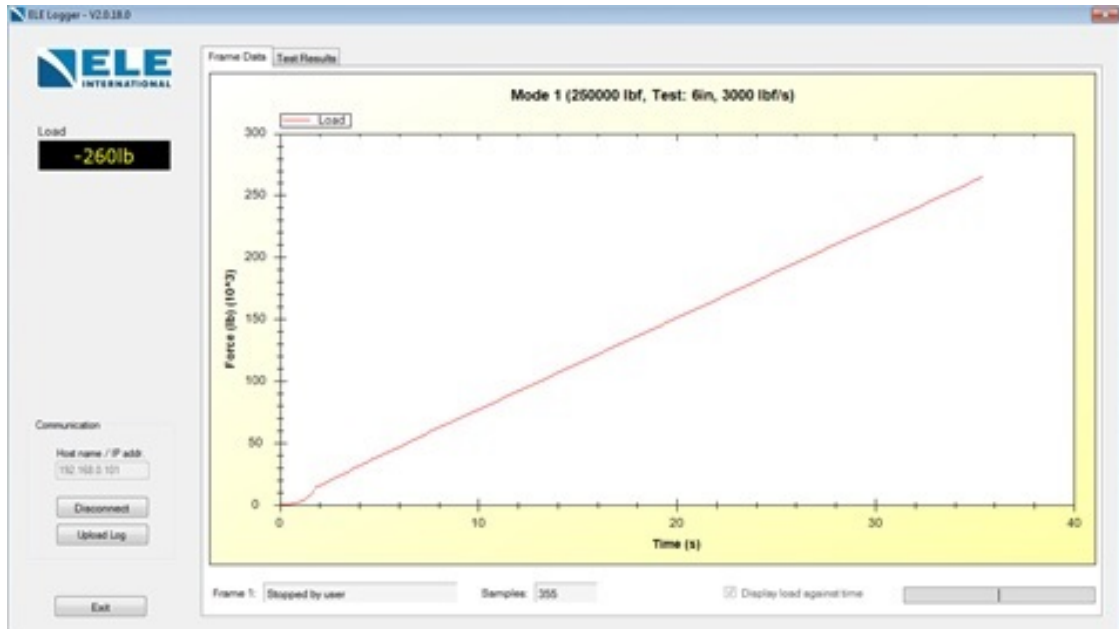 ELE Logger - V2.0.18.0
ELE
INTERNATIONAL
Load
-260lb
Frame Data Test Results
Mode 1 (250000 lbf, Test: 6in, 3000 lbf/s)
Load
300
250
200
150
100
50
0
Force (lb) (10^3)
0 10 20 30 40
Time (s)
Communication
Host name / IP addr.
192.168.0.101
Disconnect
Upload Log
Exit
Frame 1: Stopped by user Samples: 355 Display load against time